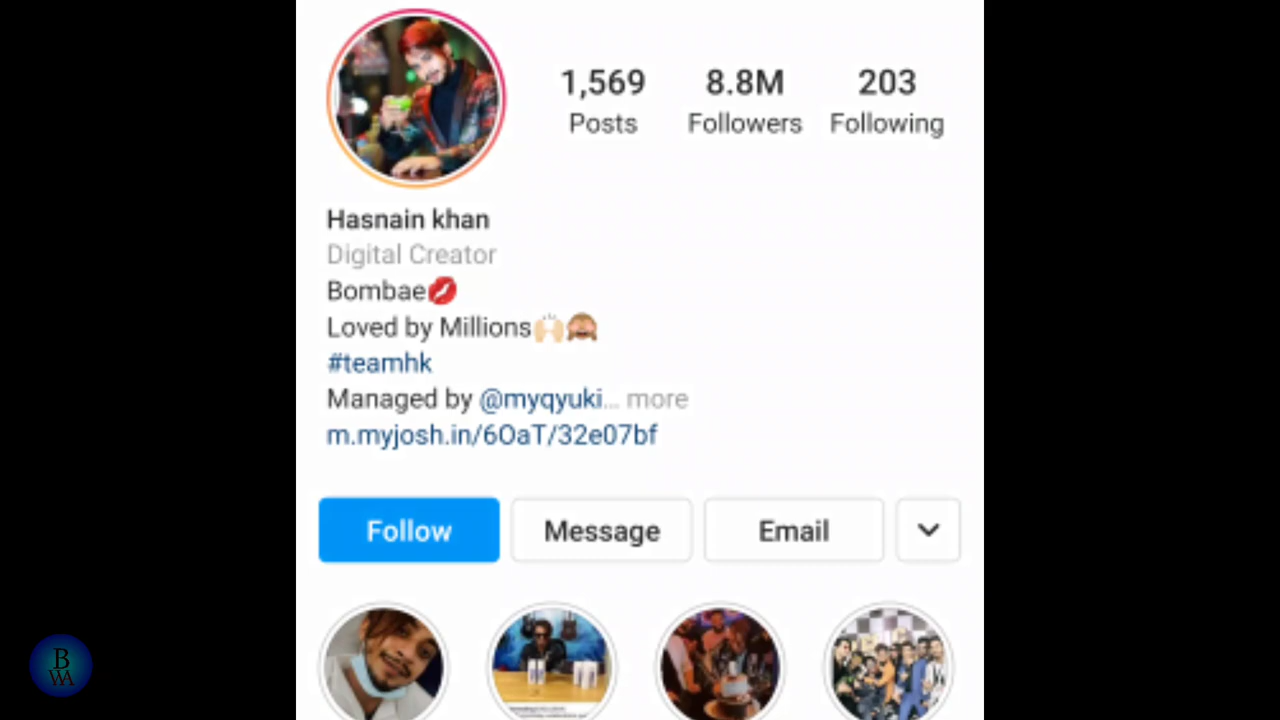 1,569 8.8M 203
Posts Followers Following
Hasnain khan
Digital Creator
Bombae💋
Loved by Millions🙌🏻🙈
#teamhk
Managed by @myqyuki... more
m.myjosh.in/6OaT/32e07bf
Follow Message Email
B
WA